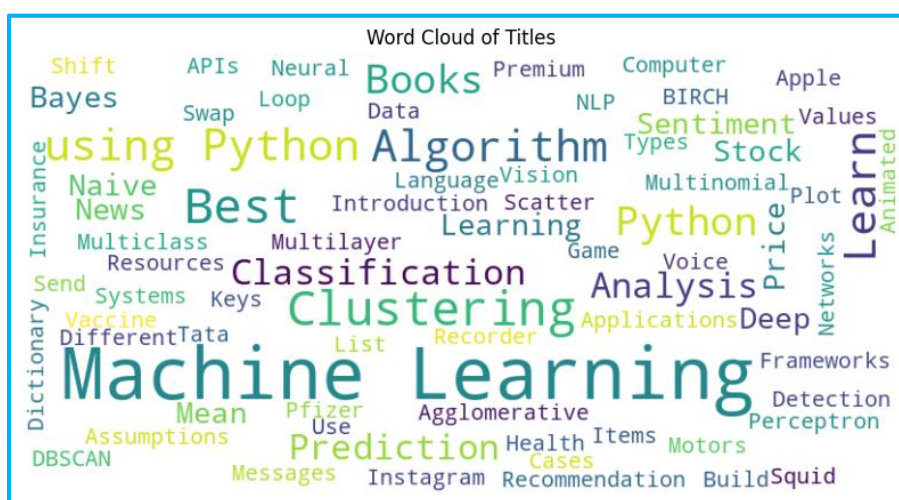 Word Cloud of Titles
Shift APIs Neural Books Premium Computer Apple
Bayes Swap Loop Data NLP BIRCH Values
using Python Algorithm Sentiment
Types Stock
Insurance Naive Language Vision Multinomial Plot Learn Animated
News Best Introduction Scatter Python
Multiclass Multilayer Learning Game Price
Resources Classification Voice Networks
Send Systems Keys Clustering Analysis
Vaccine Applications Deep
Dictionary Different Tata List Recorder
Machine Learning Frameworks
Mean Pfizer Agglomerative Detection
Assumptions Use Perceptron
Prediction Health Items Motors
DBSCAN Cases
Messages Instagram Recommendation Build Squid